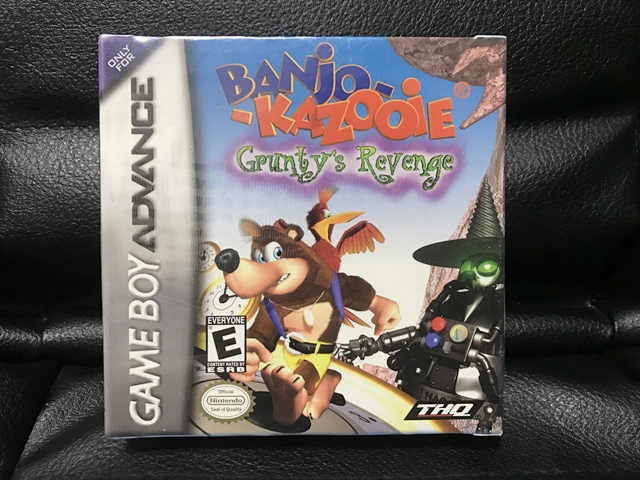 ONLY
FOR
GAME BOY ADVANCE
BANJO-
-KAZOOIE®
Grunty's Revenge
EVERYONE
E
CONTENT RATED BY
ESRB
Official
Nintendo
Seal of Quality
THQ